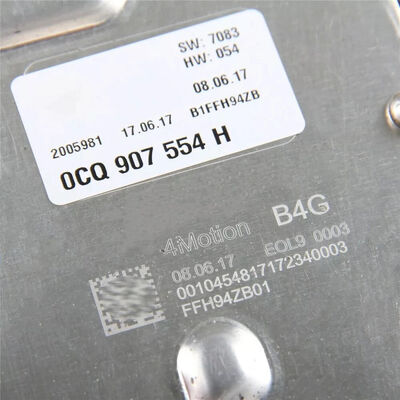 SW: 7083
HW: 054
08.06.17
2005981 17.06.17 B1FFH94ZB
0CQ 907 554 H
4Motion B4G
08.06.17 EOL9 0003
0010454817172340003
FFH94ZB01